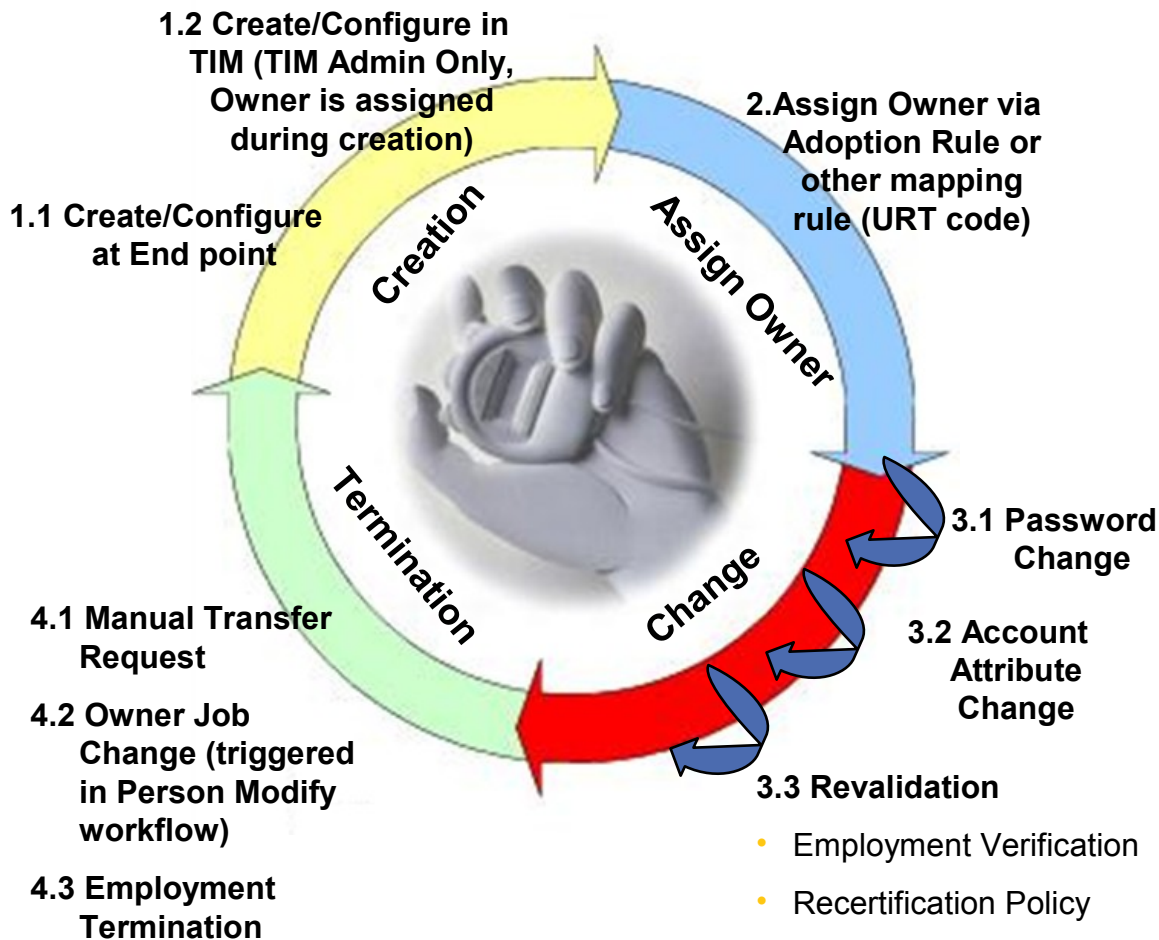 1.2 Create/Configure in
TIM (TIM Admin Only,
Owner is assigned
during creation)
2.Assign Owner via
Adoption Rule or
other mapping
rule (URT code)
1.1 Create/Configure
at End point
Creation
Assign Owner
Termination
Change
3.1 Password
Change
3.2 Account
Attribute
Change
3.3 Revalidation
• Employment Verification
• Recertification Policy
4.1 Manual Transfer
Request
4.2 Owner Job
Change (triggered
in Person Modify
workflow)
4.3 Employment
Termination